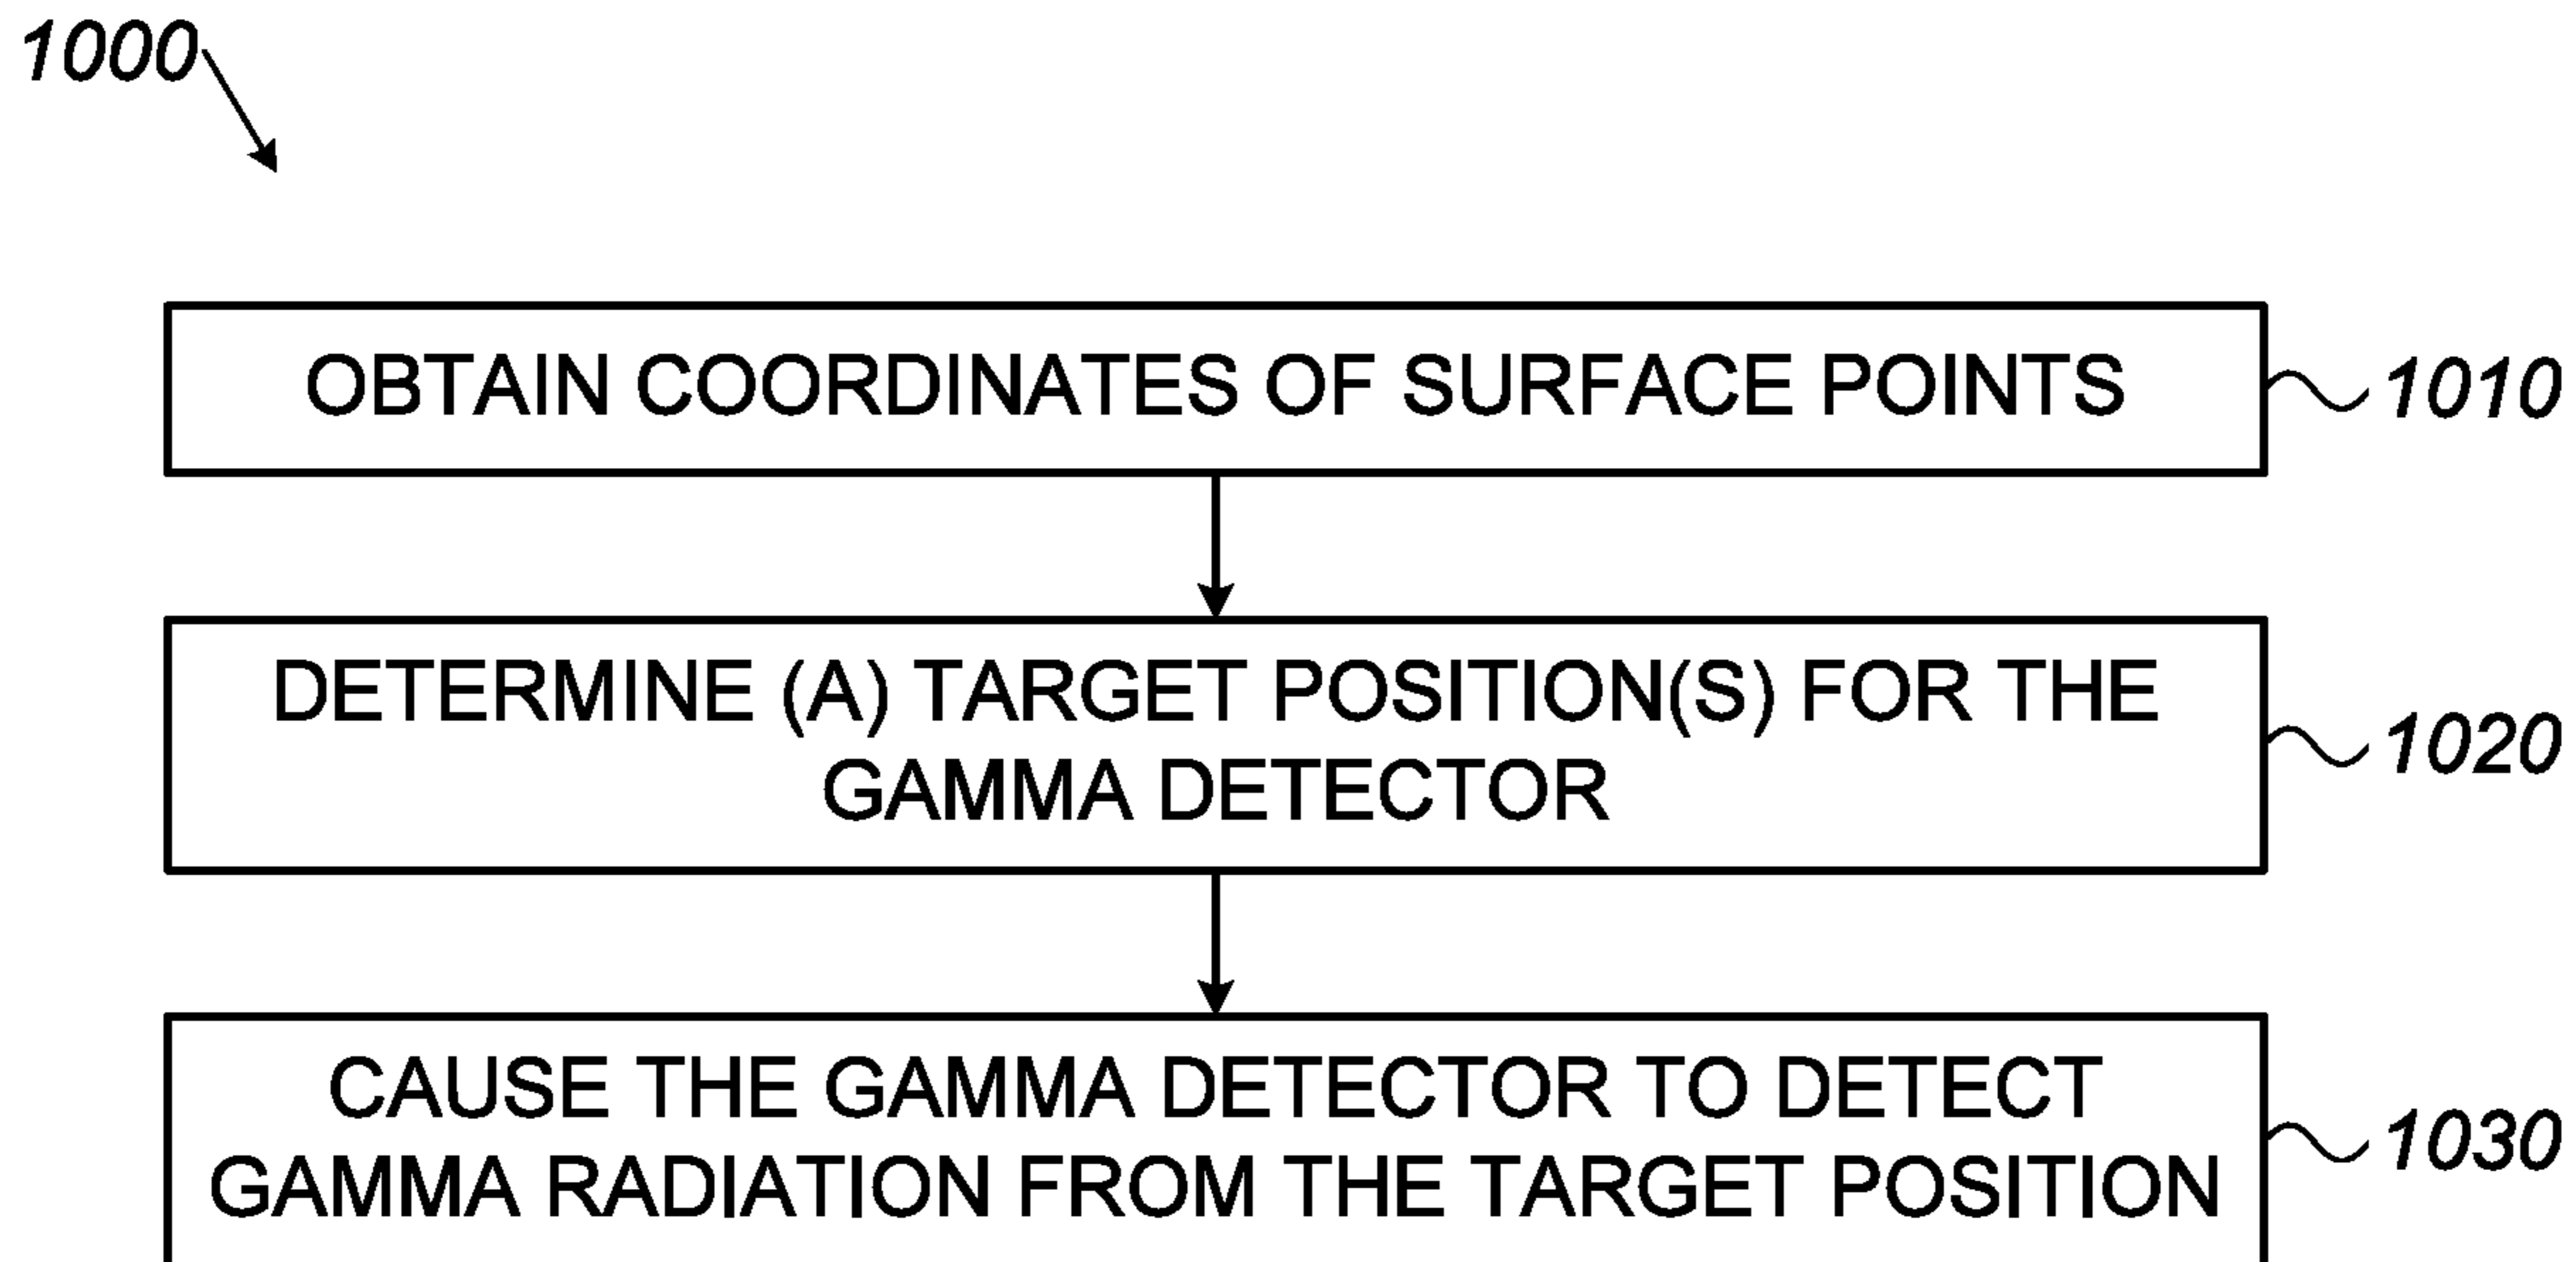 1000
OBTAIN COORDINATES OF SURFACE POINTS
1010
DETERMINE (A) TARGET POSITION(S) FOR THE
GAMMA DETECTOR
1020
CAUSE THE GAMMA DETECTOR TO DETECT
GAMMA RADIATION FROM THE TARGET POSITION
1030